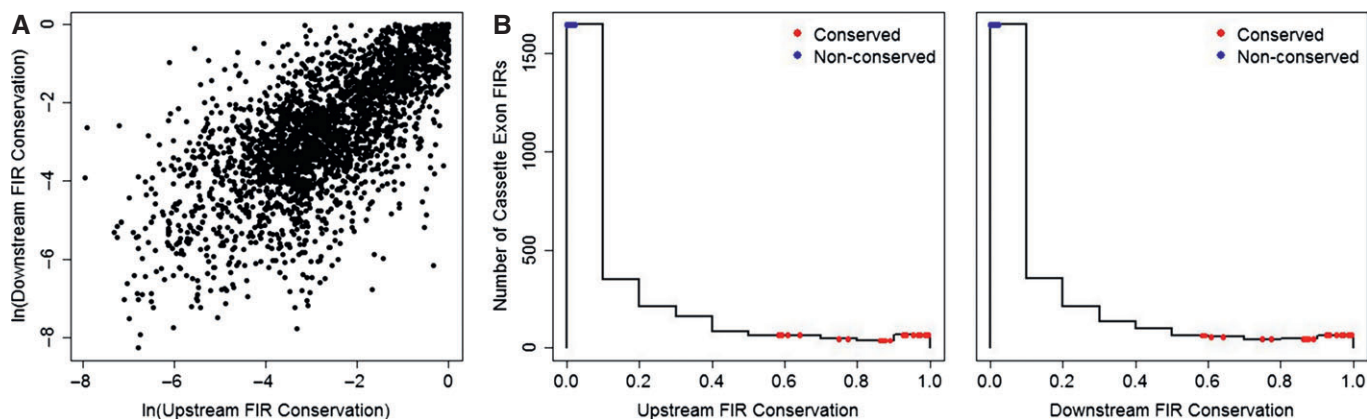 A
ln(Downstream FIR Conservation)
0
−2
−4
−6
−8
−8
−6
−4
−2
0
ln(Upstream FIR Conservation)
B
Number of Cassette Exon FIRs
1500
1000
500
0
Conserved
Non-conserved
0.0
0.2
0.4
0.6
0.8
1.0
Upstream FIR Conservation
Conserved
Non-conserved
0.0
0.2
0.4
0.6
0.8
1.0
Downstream FIR Conservation